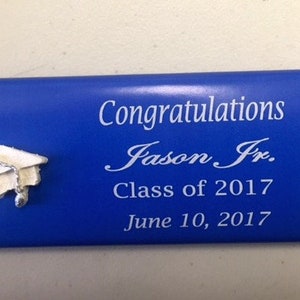 Congratulations
Jason Jr.
Class of 2017
June 10, 2017